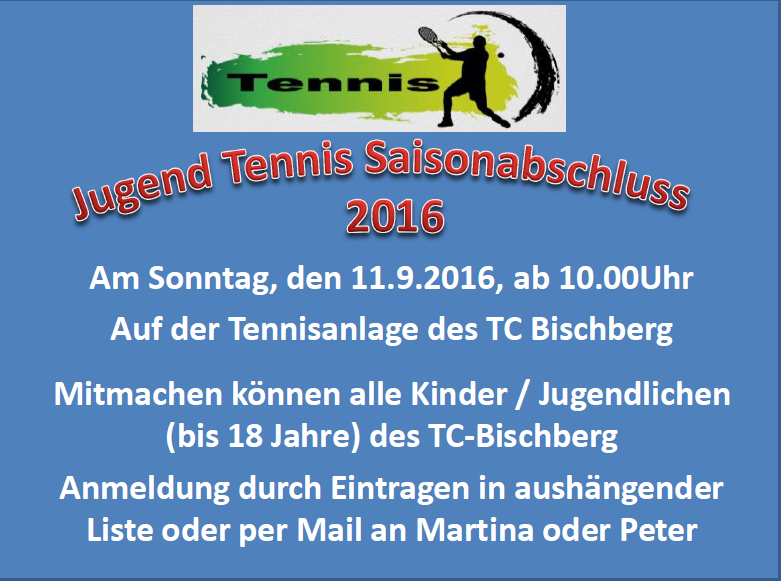 Tennis
Jugend Tennis Saisonabschluss
2016
Am Sonntag, den 11.9.2016, ab 10.00Uhr
Auf der Tennisanlage des TC Bischberg
Mitmachen können alle Kinder / Jugendlichen
(bis 18 Jahre) des TC-Bischberg
Anmeldung durch Eintragen in aushängender
Liste oder per Mail an Martina oder Peter